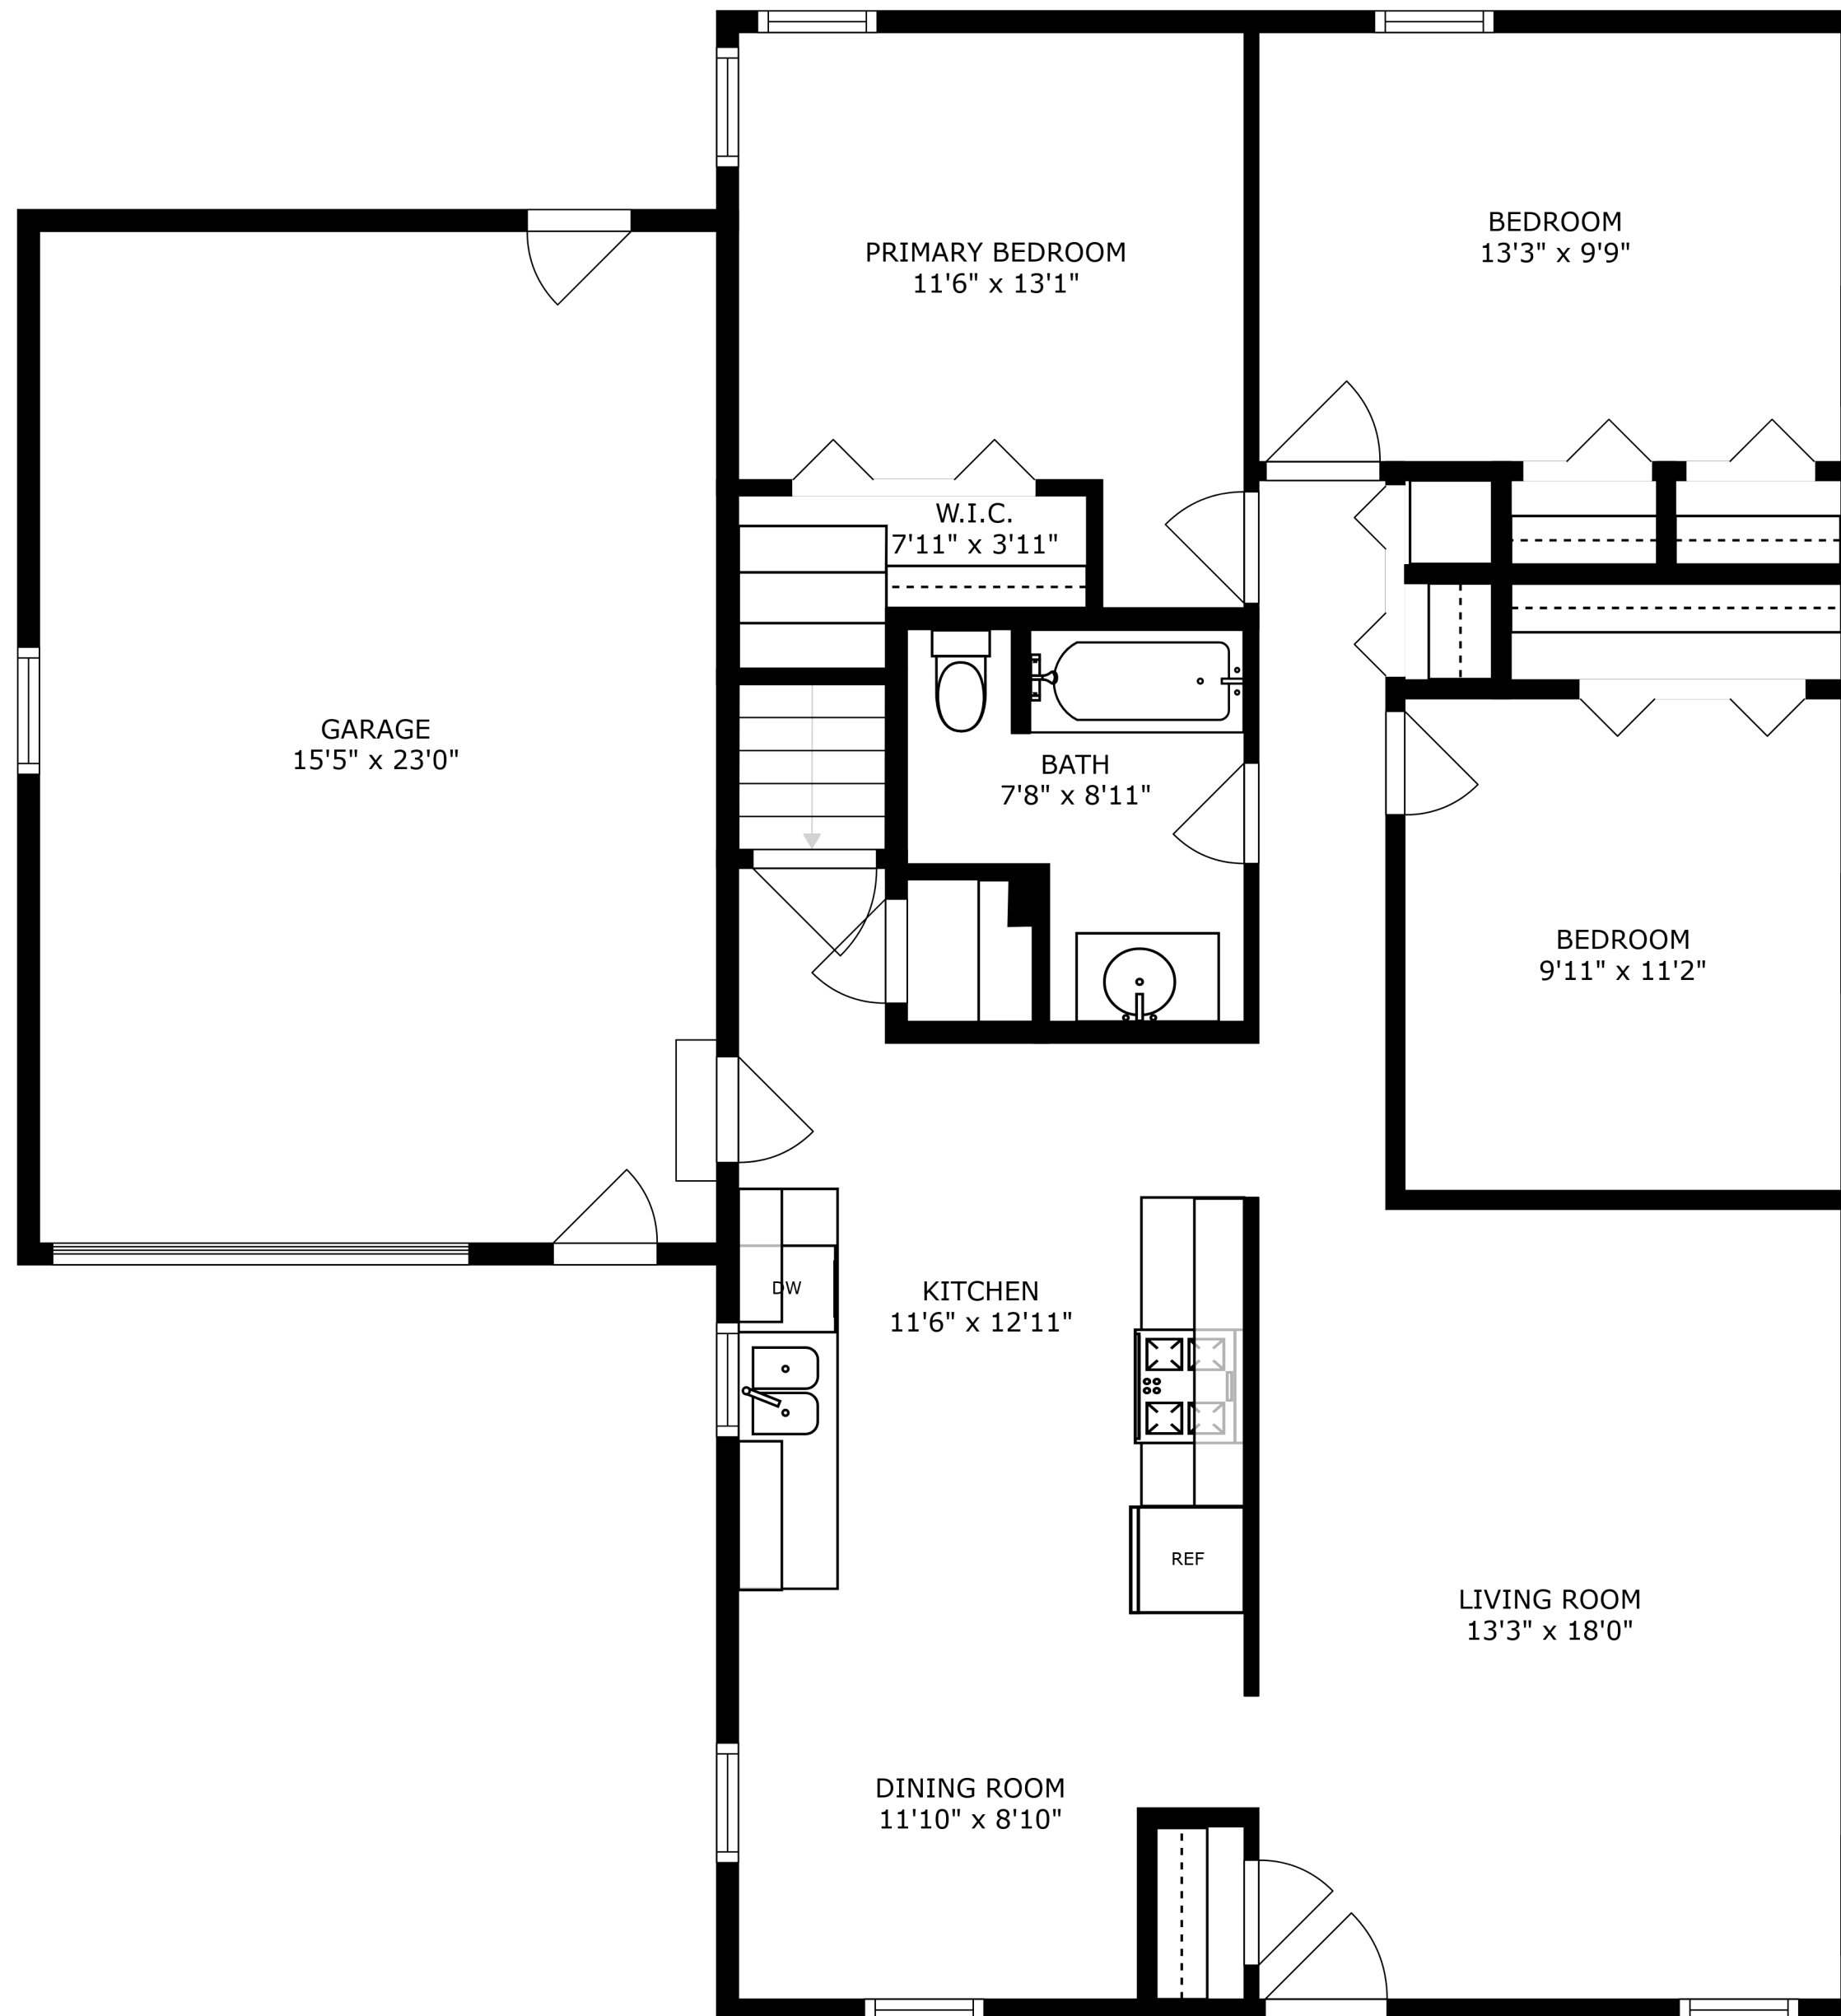 BEDROOM
13'3" x 9'9"
PRIMARY BEDROOM
11'6" x 13'1"
W.I.C.
7'11" x 3'11"
GARAGE
15'5" x 23'0"
BATH
7'8" x 8'11"
BEDROOM
9'11" x 11'2"
DW
KITCHEN
11'6" x 12'11"
REF
LIVING ROOM
13'3" x 18'0"
DINING ROOM
11'10" x 8'10"